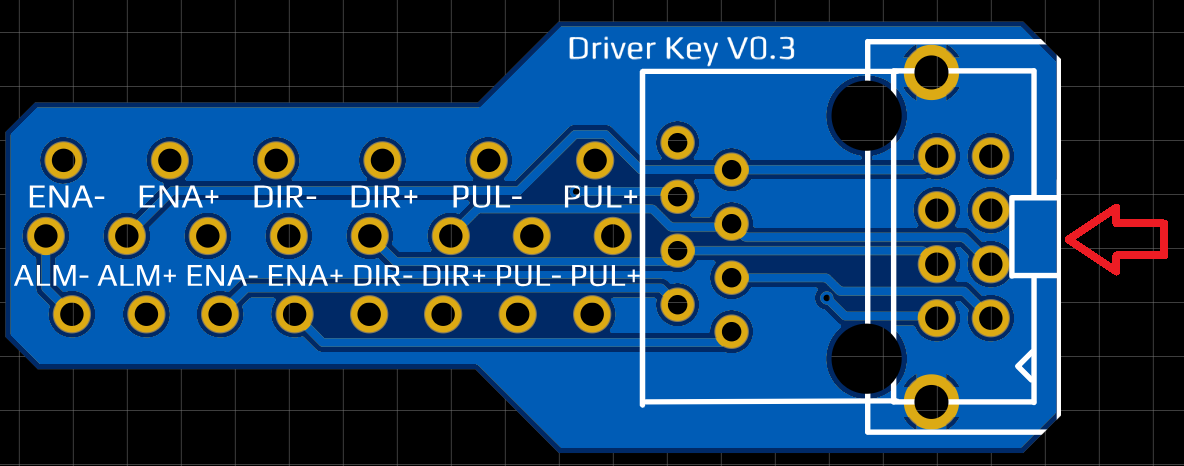 Driver Key V0.3
ENA- ENA+ DIR- DIR+ PUL- PUL+
ALM- ALM+ ENA- ENA+ DIR- DIR+ PUL- PUL+